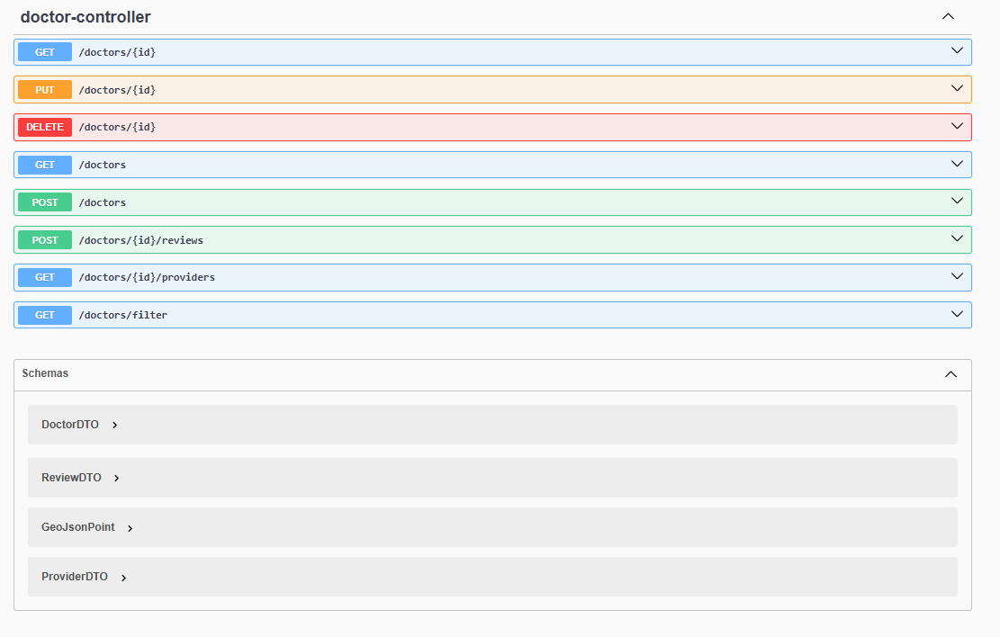 doctor-controller
GET /doctors/{id}
PUT /doctors/{id}
DELETE /doctors/{id}
GET /doctors
POST /doctors
POST /doctors/{id}/reviews
GET /doctors/{id}/providers
GET /doctors/filter
Schemas
DoctorDTO
ReviewDTO
GeoJsonPoint
ProviderDTO